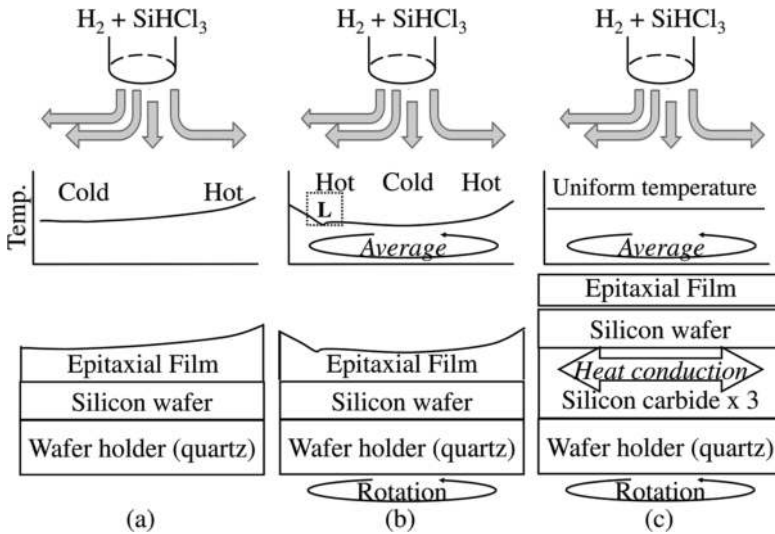 H₂ + SiHCl₃
H₂ + SiHCl₃
H₂ + SiHCl₃
Temp.
Cold
Hot
Hot
Cold
Hot
L
Average
Uniform temperature
Average
Epitaxial Film
Silicon wafer
Wafer holder (quartz)
Epitaxial Film
Silicon wafer
Wafer holder (quartz)
Rotation
Epitaxial Film
Silicon wafer
Heat conduction
Silicon carbide x 3
Wafer holder (quartz)
Rotation
(a)
(b)
(c)